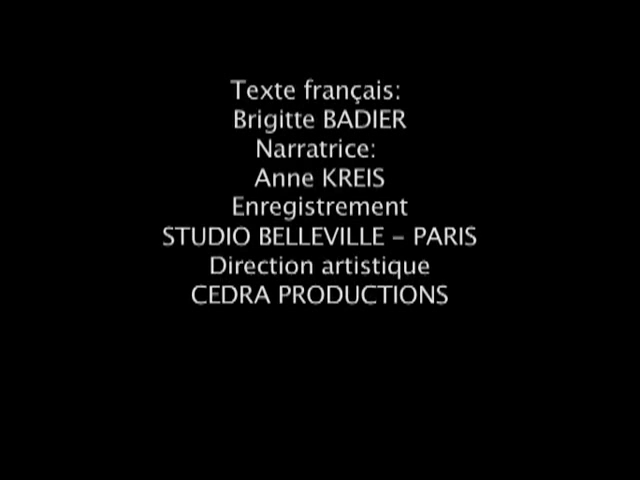 Texte français:
Brigitte BADIER
Narratrice:
Anne KREIS
Enregistrement
STUDIO BELLEVILLE - PARIS
Direction artistique
CEDRA PRODUCTIONS